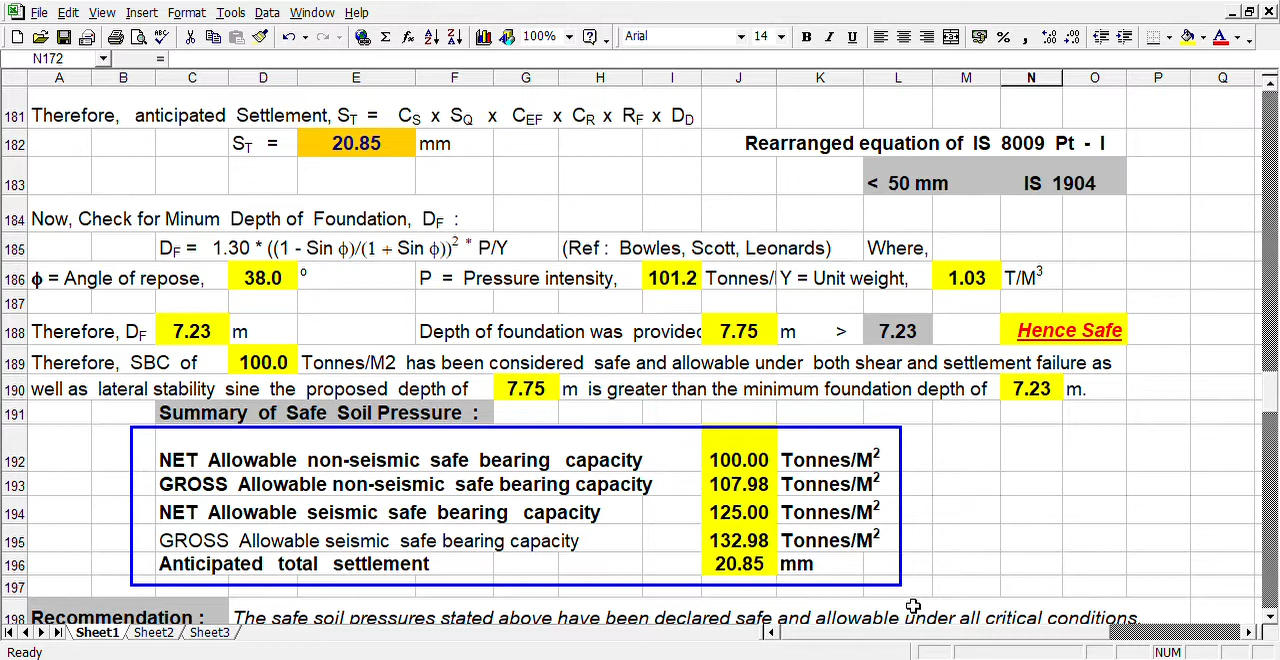 File Edit View Insert Format Tools Data Window Help
100% Arial 14 B I U
N172 =
A B C D E F G H I J K L M N O P Q
181 Therefore, anticipated Settlement, ST = CS x SQ x CEF x CR x RF x DD
182 ST = 20.85 mm Rearranged equation of IS 8009 Pt - I
183 < 50 mm IS 1904
184 Now, Check for Minum Depth of Foundation, DF :
185 DF = 1.30 * ((1 - Sin ϕ)/(1 + Sin ϕ))² * P/Y (Ref : Bowles, Scott, Leonards) Where,
186 ϕ = Angle of repose, 38.0 º P = Pressure intensity, 101.2 Tonnes/ Y = Unit weight, 1.03 T/M³
187
188 Therefore, DF 7.23 m Depth of foundation was provided 7.75 m > 7.23 Hence Safe
189 Therefore, SBC of 100.0 Tonnes/M2 has been considered safe and allowable under both shear and settlement failure as
190 well as lateral stability sine the proposed depth of 7.75 m is greater than the minimum foundation depth of 7.23 m.
191 Summary of Safe Soil Pressure :
192 NET Allowable non-seismic safe bearing capacity 100.00 Tonnes/M²
193 GROSS Allowable non-seismic safe bearing capacity 107.98 Tonnes/M²
194 NET Allowable seismic safe bearing capacity 125.00 Tonnes/M²
195 GROSS Allowable seismic safe bearing capacity 132.98 Tonnes/M²
196 Anticipated total settlement 20.85 mm
197
198 Recommendation : The safe soil pressures stated above have been declared safe and allowable under all critical conditions.
Sheet1 Sheet2 Sheet3
Ready NUM